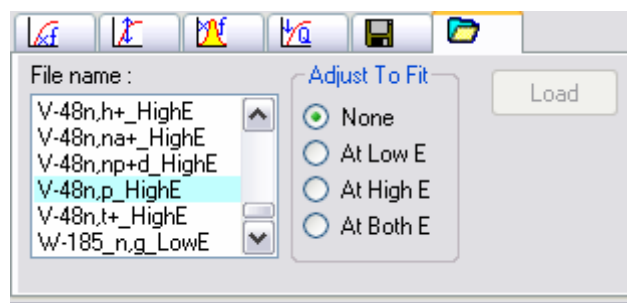 File name :
V-48n,h+_HighE
V-48n,na+_HighE
V-48n,np+d_HighE
V-48n,p_HighE
V-48n,t+_HighE
W-185_n,g_LowE
Adjust To Fit
None
At Low E
At High E
At Both E
Load